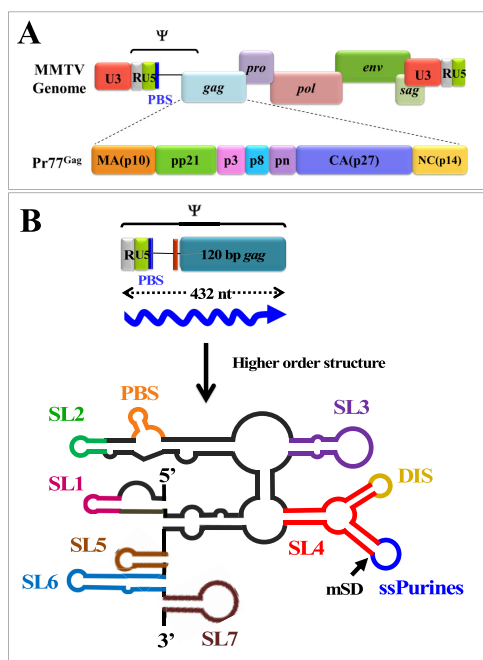 A
Ψ
MMTV Genome
U3 R U5 gag pro pol env sag U3 R U5
PBS
Pr77Gag
MA(p10) pp21 p3 p8 pn CA(p27) NC(p14)
B
Ψ
R U5 120 bp gag
PBS
432 nt
Higher order structure
PBS
SL2
SL3
5’
SL1
DIS
SL4
SL5
mSD
ssPurines
SL6
SL7
3’